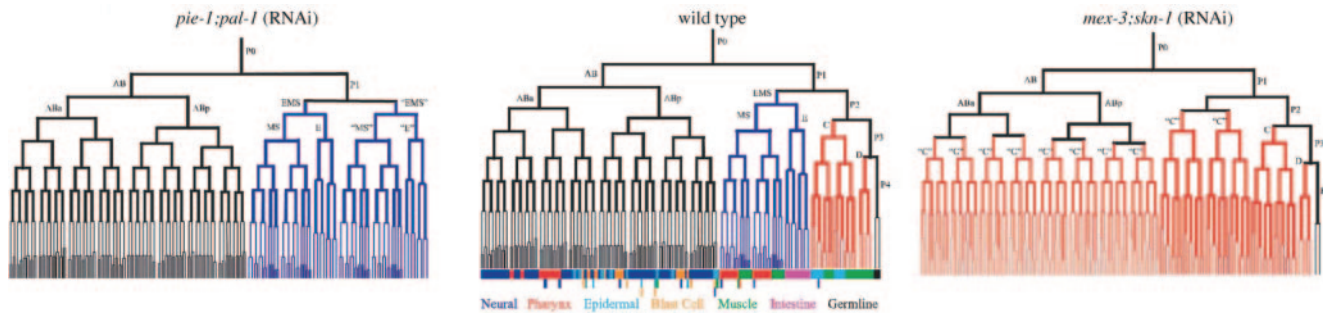 pie-1;pal-1 (RNAi)
P0
AB
P1
ABa
ABp
EMS
"EMS"
MS
E
"MS"
"E"
wild type
P0
AB
P1
ABa
ABp
EMS
P2
MS
E
C
P3
D
P4
Neural Pharynx Epidermal Blast Cell Muscle Intestine Germline
mex-3;skn-1 (RNAi)
P0
AB
P1
ABa
ABp
"C"
"C"
P2
C
"C"
"C"
"C"
"C"
"C"
"C"
"C"
"C"
D